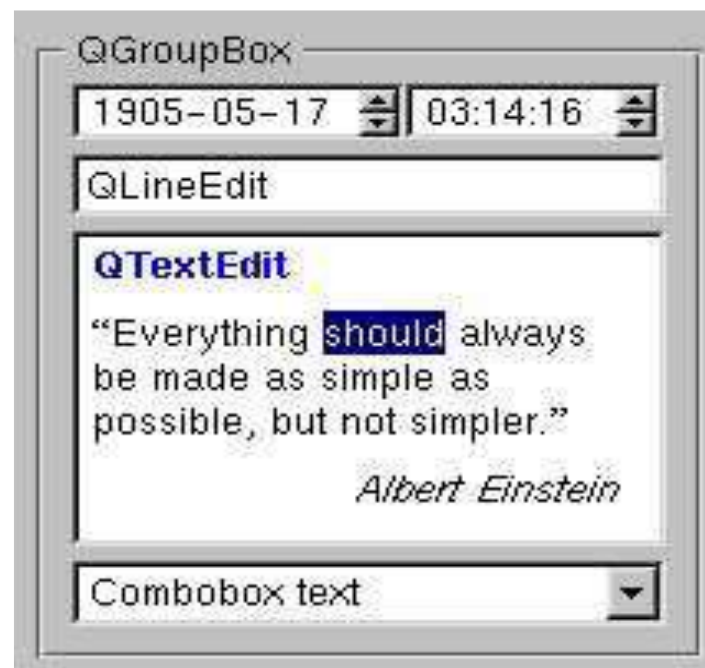 QGroupBox
1905-05-17 03:14:16
QLineEdit
QTextEdit
“Everything should always
be made as simple as
possible, but not simpler.”
Albert Einstein
Combobox text